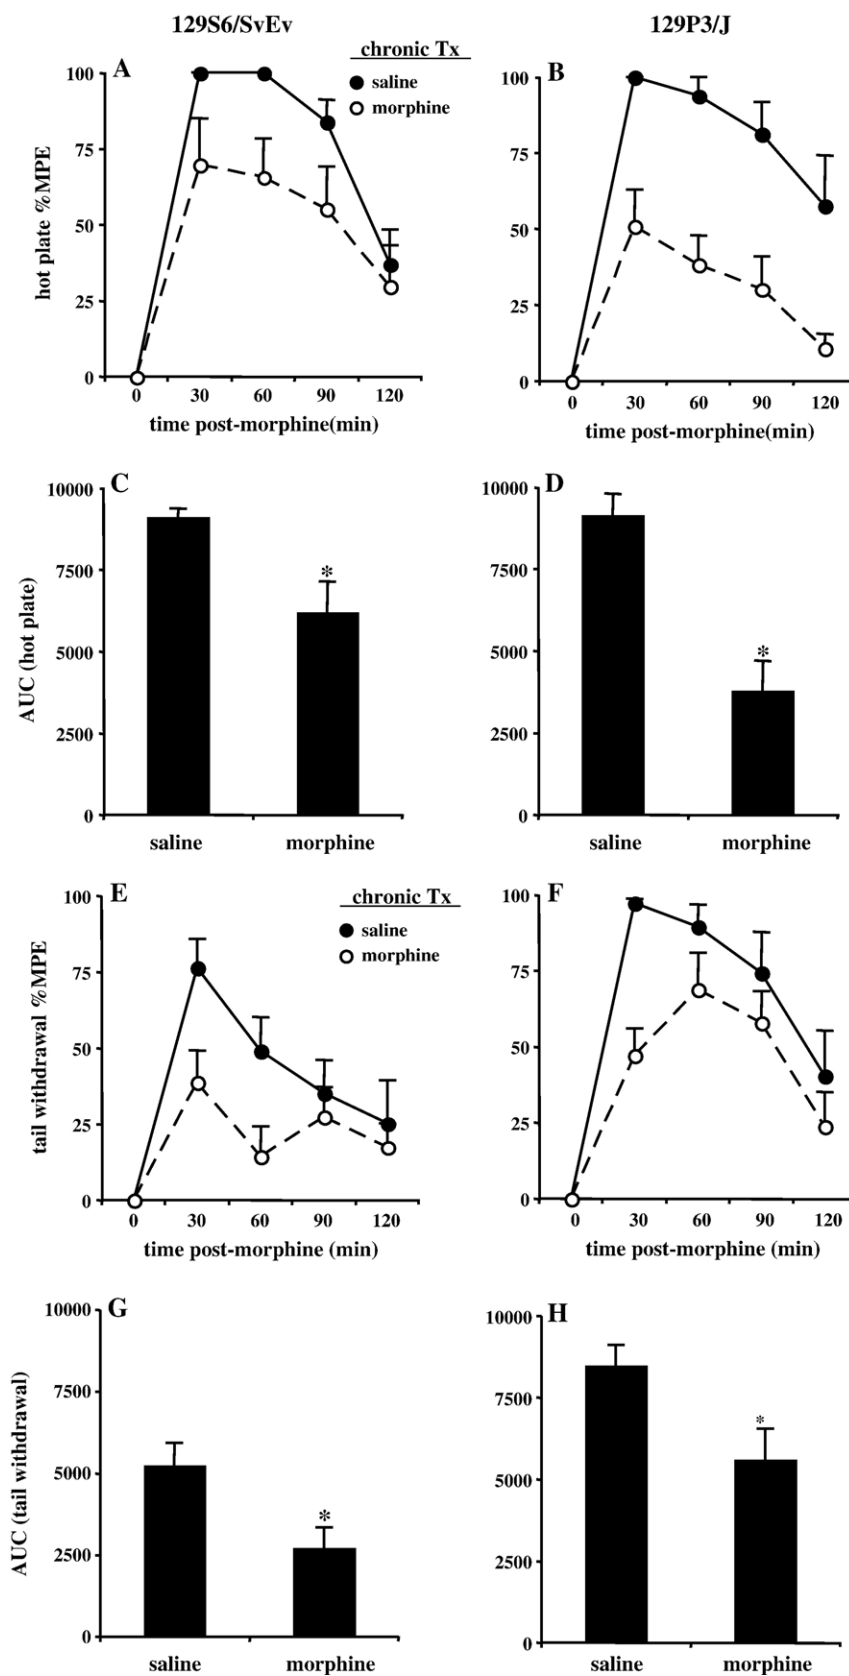 129S6/SvEv
129P3/J
A
chronic Tx
saline
morphine
100
75
50
25
0
hot plate %MPE
0 30 60 90 120
time post-morphine(min)
B
100
75
50
25
0
0 30 60 90 120
time post-morphine(min)
C
10000
7500
5000
2500
0
AUC (hot plate)
*
saline morphine
D
10000
7500
5000
2500
0
*
saline morphine
E
chronic Tx
saline
morphine
100
75
50
25
0
tail withdrawal %MPE
0 30 60 90 120
time post-morphine (min)
F
100
75
50
25
0
0 30 60 90 120
time post-morphine (min)
G
10000
7500
5000
2500
0
AUC (tail withdrawal)
*
saline morphine
H
10000
7500
5000
2500
0
*
saline morphine